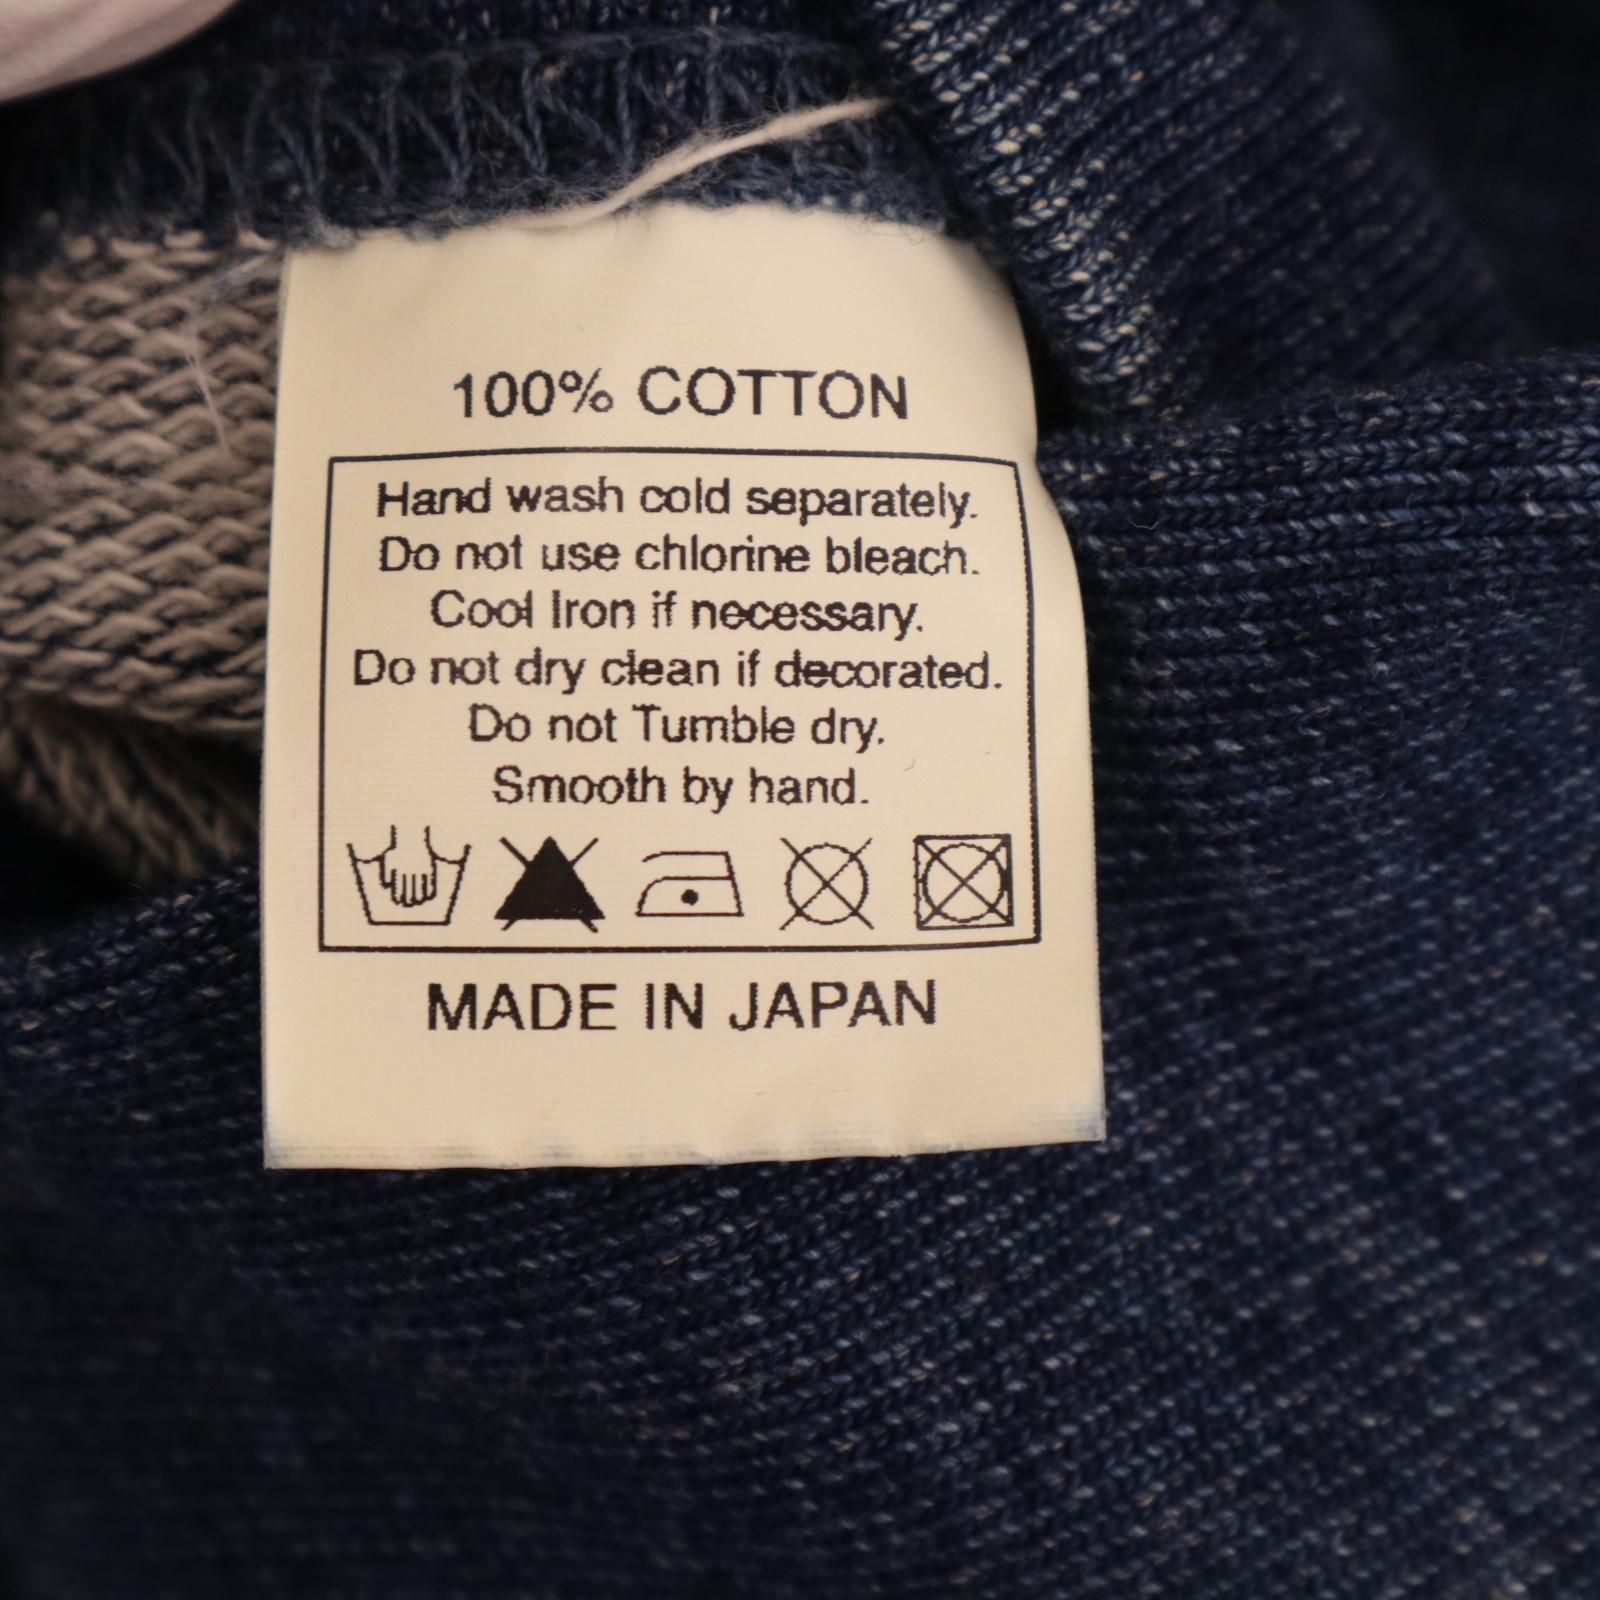 100% COTTON
Hand wash cold separately.
Do not use chlorine bleach.
Cool Iron if necessary.
Do not dry clean if decorated.
Do not Tumble dry.
Smooth by hand.
MADE IN JAPAN